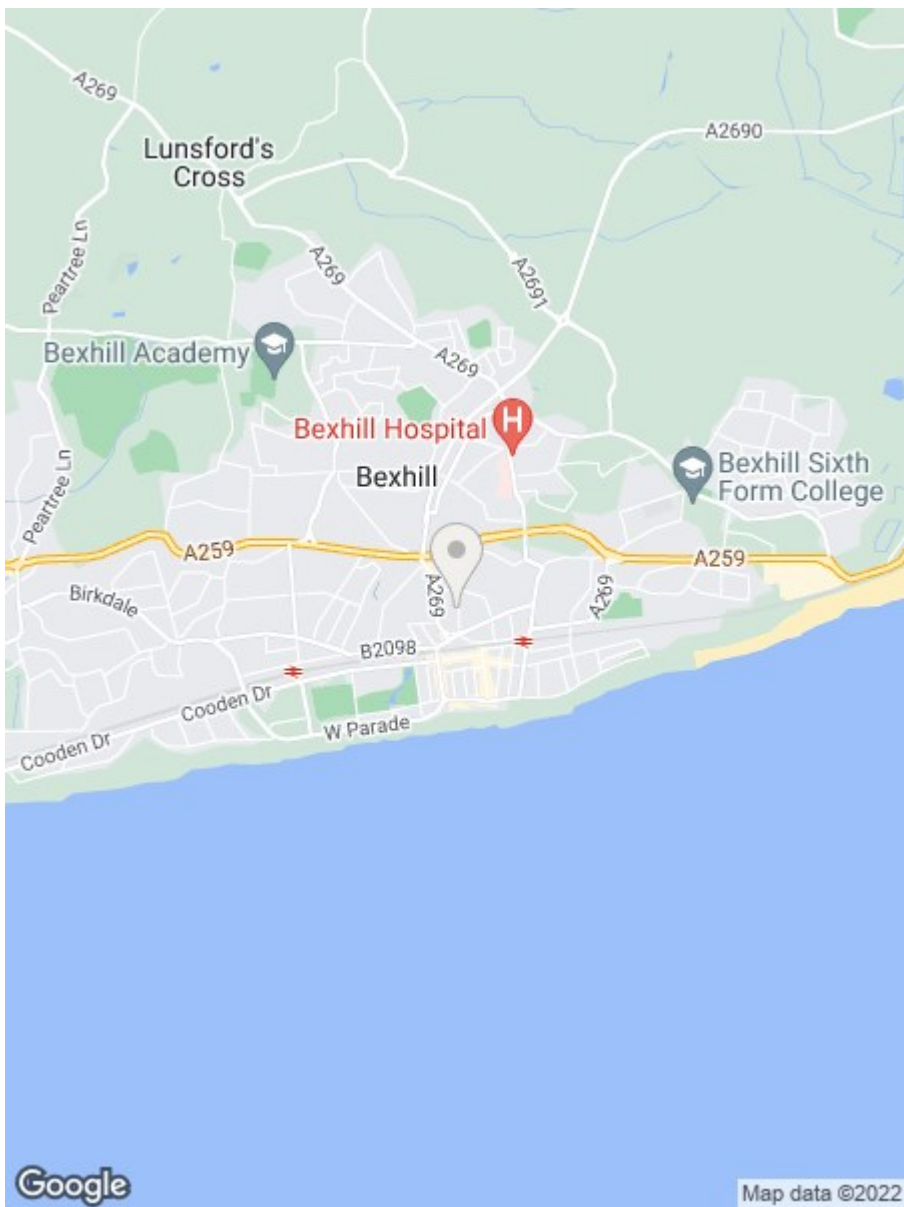 A269
A2690
Lunsford's
Cross
Peartree Ln
A269
A2691
Bexhill Academy
A269
Bexhill Hospital
H
Bexhill
Bexhill Sixth
Form College
Peartree Ln
A259
A259
Birkdale
A269
A269
B2098
Cooden Dr
W Parade
Cooden Dr
Google
Map data ©2022